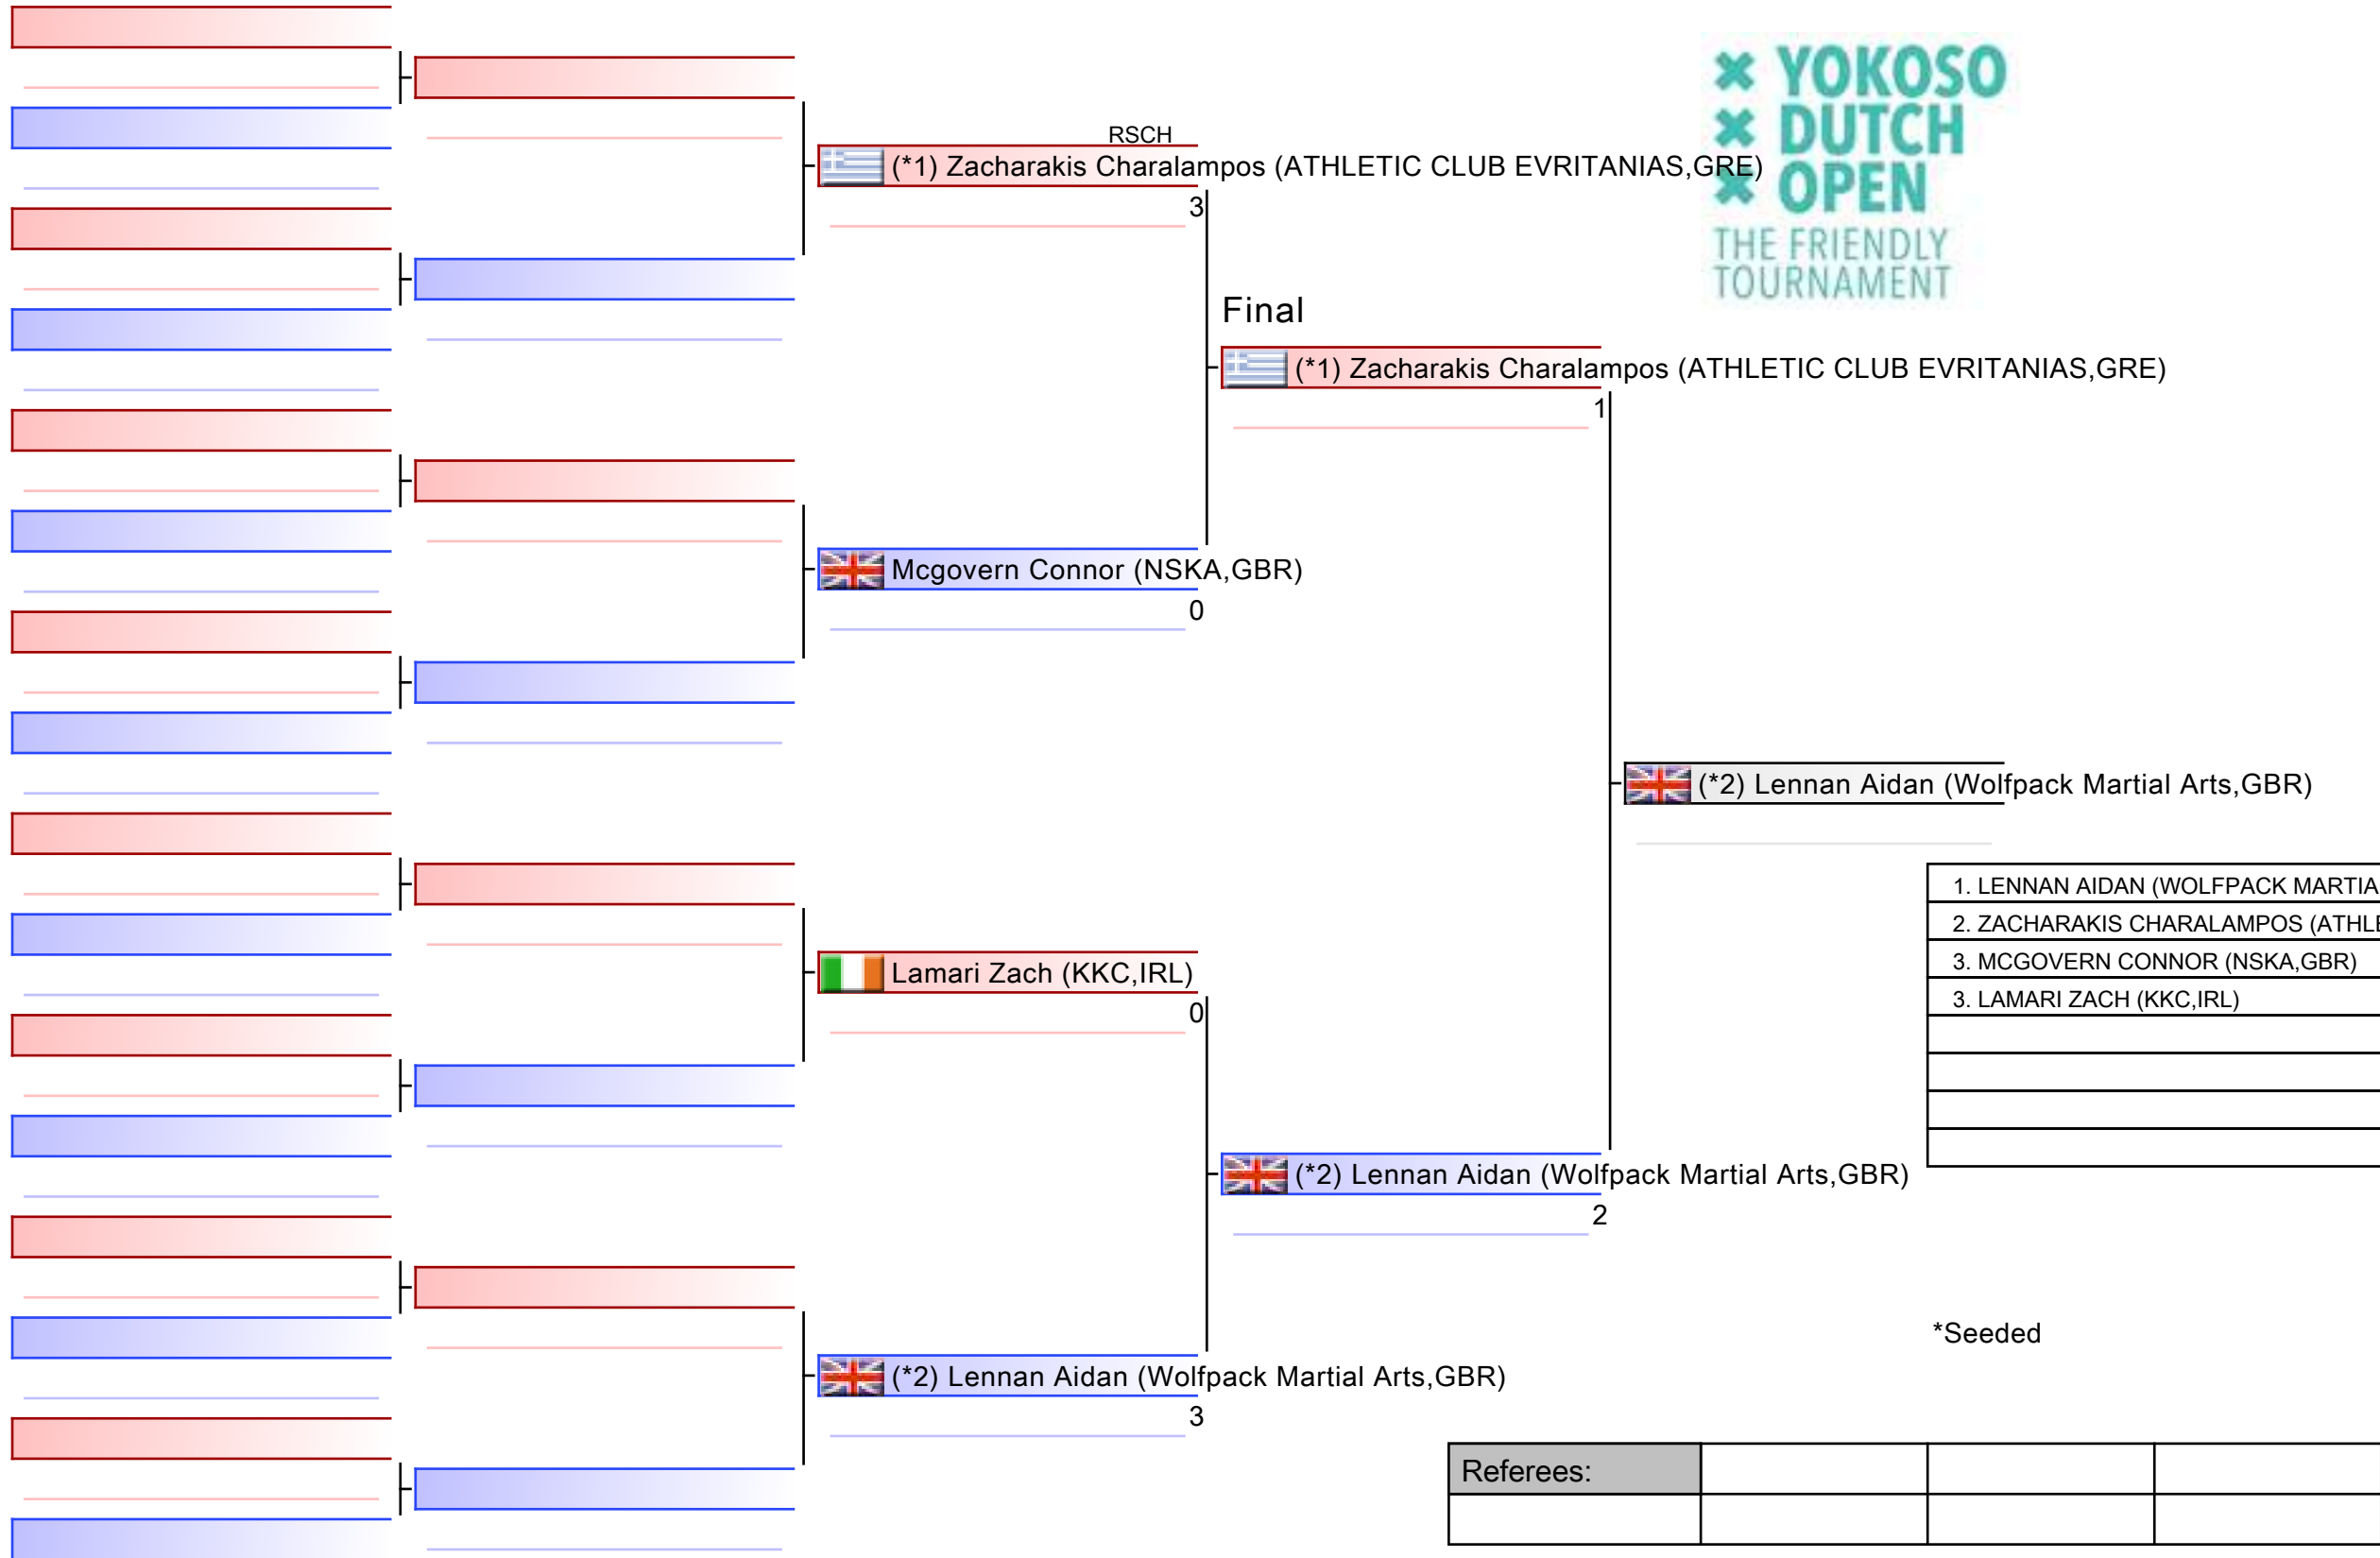 YOKOSO
DUTCH
OPEN
THE FRIENDLY
TOURNAMENT
RSCH
(*1) Zacharakis Charalampos (ATHLETIC CLUB EVRITANIAS,GRE)
3
Final
(*1) Zacharakis Charalampos (ATHLETIC CLUB EVRITANIAS,GRE)
1
Mcgovern Connor (NSKA,GBR)
0
(*2) Lennan Aidan (Wolfpack Martial Arts,GBR)
1. LENNAN AIDAN (WOLFPACK MARTIA
2. ZACHARAKIS CHARALAMPOS (ATHLE
3. MCGOVERN CONNOR (NSKA,GBR)
3. LAMARI ZACH (KKC,IRL)
Lamari Zach (KKC,IRL)
0
(*2) Lennan Aidan (Wolfpack Martial Arts,GBR)
2
*Seeded
(*2) Lennan Aidan (Wolfpack Martial Arts,GBR)
3
Referees: